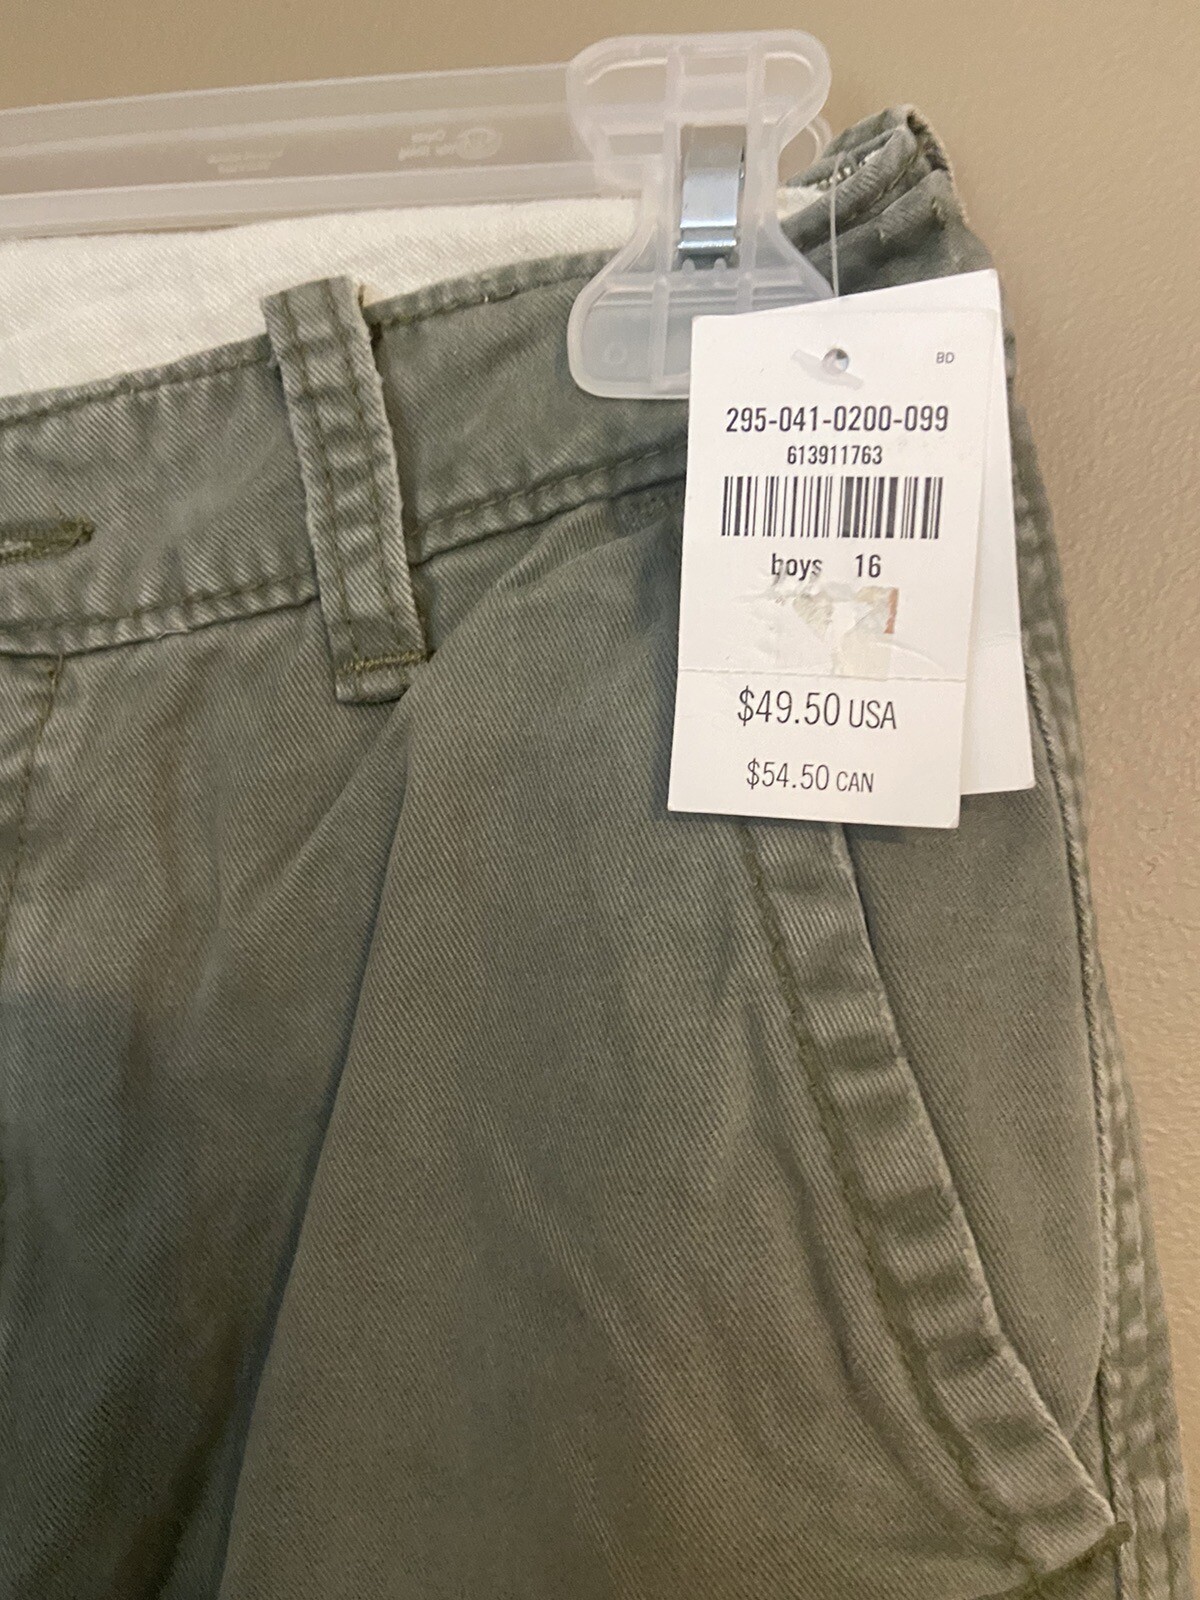 BD
295-041-0200-099
613911763
boys 16
$49.50 USA
$54.50 CAN